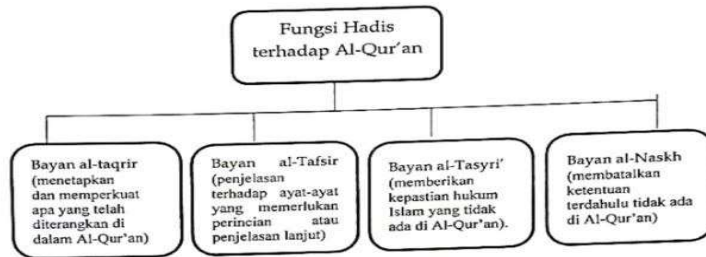 Fungsi Hadis
terhadap Al-Qur'an
Bayan al-taqrir
(menetapkan
dan memperkuat
apa yang telah
diterangkan di
dalam Al-Qur'an)
Bayan al-Tafsir
(penjelasan
terhadap ayat-ayat
yang memerlukan
perincian atau
penjelasan lanjut)
Bayan al-Tasyri'
(memberikan
kepastian hukum
Islam yang tidak
ada di Al-Qur'an).
Bayan al-Naskh
(membatalkan
ketentuan
terdahulu tidak ada
di Al-Qur'an)